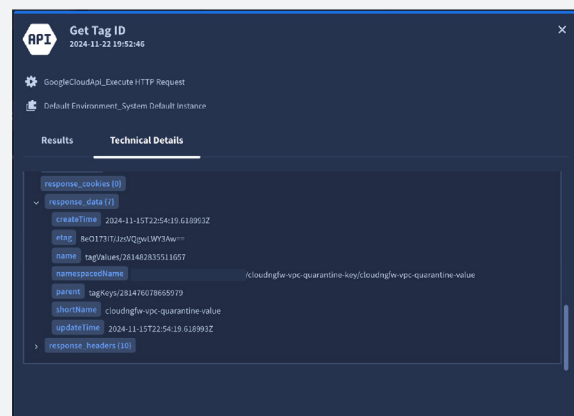 API
Get Tag ID
2024-11-22 19:52:46
GoogleCloudApi_Execute HTTP Request
Default Environment_System Default Instance
Results Technical Details
response_cookies (0)
response_data (7)
createTime 2024-11-15T22:54:19.618993Z
etag 8eO173IT/JzsVQgwLWY3Aw==
name tagValues/281482835511657
namespacedName /cloudngfw-vpc-quarantine-key/cloudngfw-vpc-quarantine-value
parent tagKeys/281476078665979
shortName cloudngfw-vpc-quarantine-value
updateTime 2024-11-15T22:54:19.618993Z
response_headers (10)